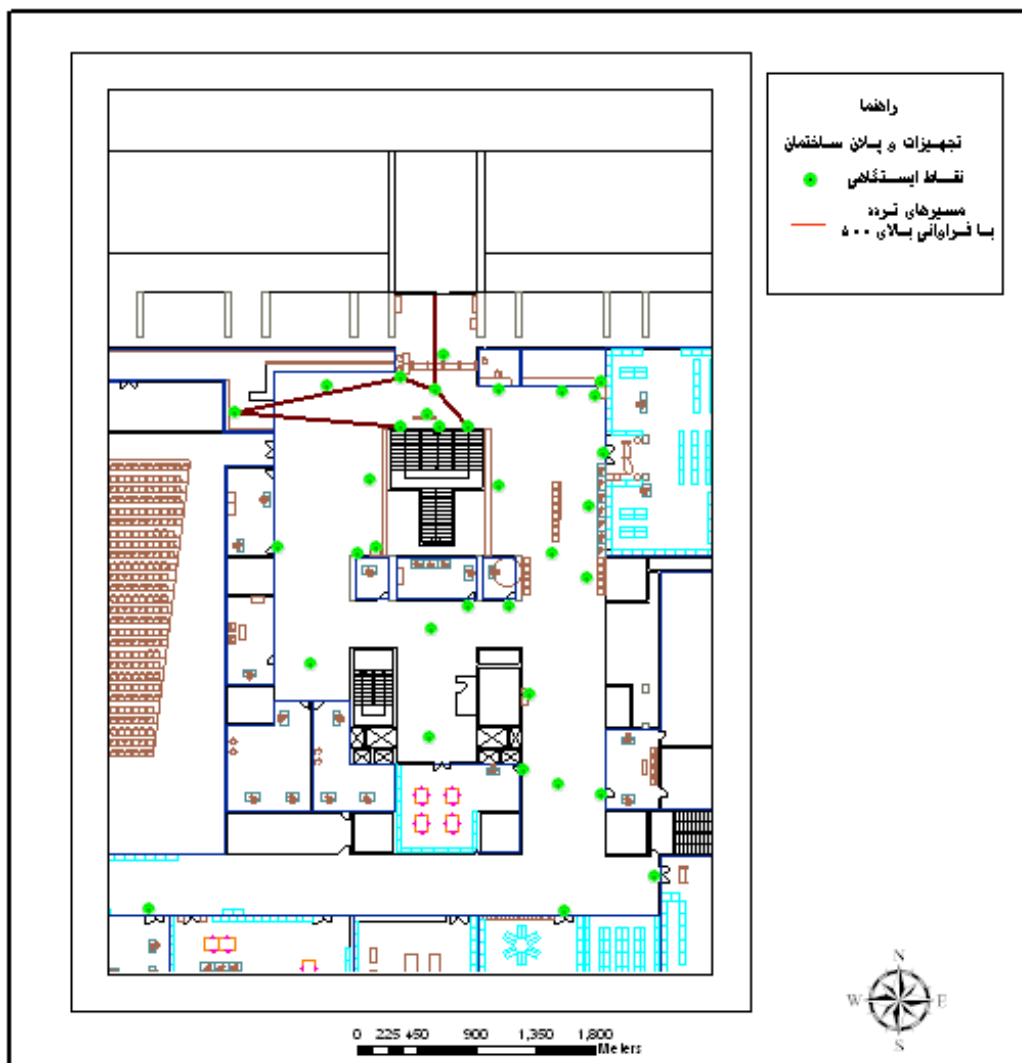 راهنما
تجهیزات و پلان ساختمان
نقاط ایستگاهی
مسیرهای تردد
با فراوانی بالای ۵۰۰
N
W E
S
0 225 450 900 1,350 1,800
Meters